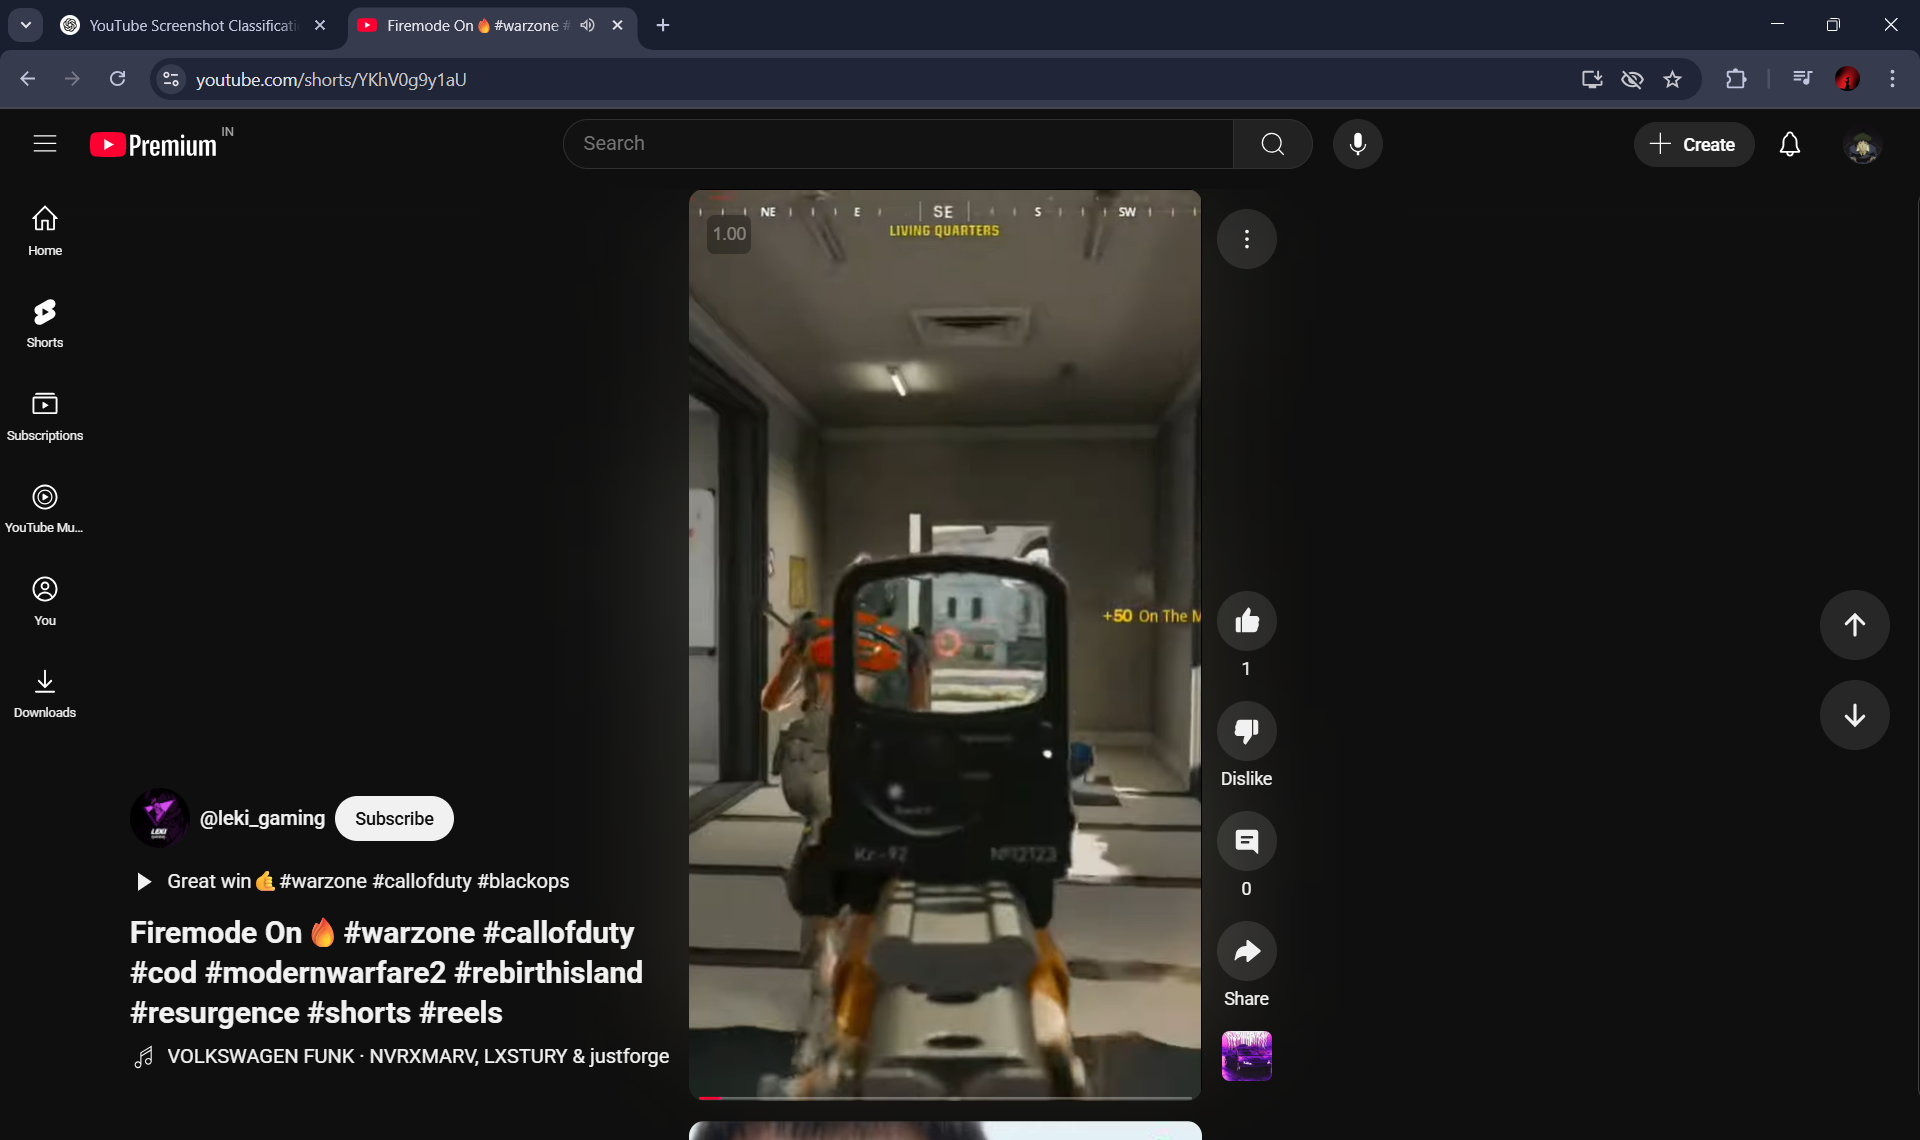 YouTube Screenshot Classificati
Firemode On🔥 #warzone #
youtube.com/shorts/YKhV0g9y1aU
Premium IN
Search
Create
Home
Shorts
Subscriptions
YouTube Mu...
You
Downloads
NE E SE S SW
LIVING QUARTERS
1.00
+50 On The M
Kr-92 №12123
1
Dislike
0
Share
@leki_gaming
Subscribe
Great win🤙#warzone #callofduty #blackops
Firemode On🔥 #warzone #callofduty
#cod #modernwarfare2 #rebirthisland
#resurgence #shorts #reels
VOLKSWAGEN FUNK · NVRXMARV, LXSTURY & justforge